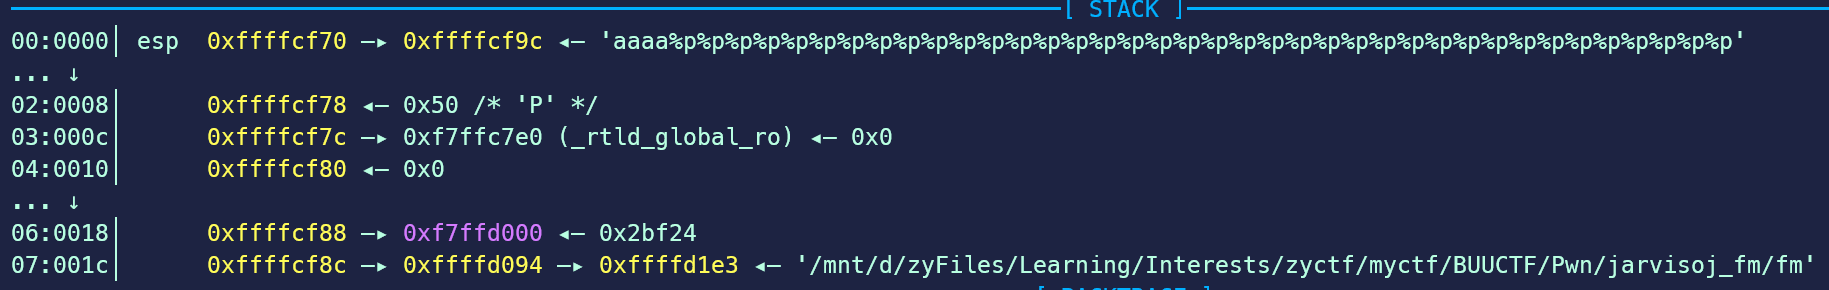 [ STACK ]
00:0000│ esp 0xffffcf70 —▸ 0xffffcf9c ◂— 'aaaa%p%p%p%p%p%p%p%p%p%p%p%p%p%p%p%p%p%p%p%p%p%p%p%p%p%p%p%p%p%p%p%p%p%p%p%p%p%p'
... ↓
02:0008│ 0xffffcf78 ◂— 0x50 /* 'P' */
03:000c│ 0xffffcf7c —▸ 0xf7ffc7e0 (_rtld_global_ro) ◂— 0x0
04:0010│ 0xffffcf80 ◂— 0x0
... ↓
06:0018│ 0xffffcf88 —▸ 0xf7ffd000 ◂— 0x2bf24
07:001c│ 0xffffcf8c —▸ 0xffffd094 —▸ 0xffffd1e3 ◂— '/mnt/d/zyFiles/Learning/Interests/zyctf/myctf/BUUCTF/Pwn/jarvisoj_fm/fm'